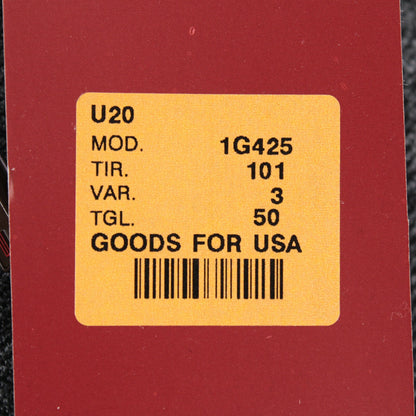 U20
MOD. 1G425
TIR. 101
VAR. 3
TGL. 50
GOODS FOR USA